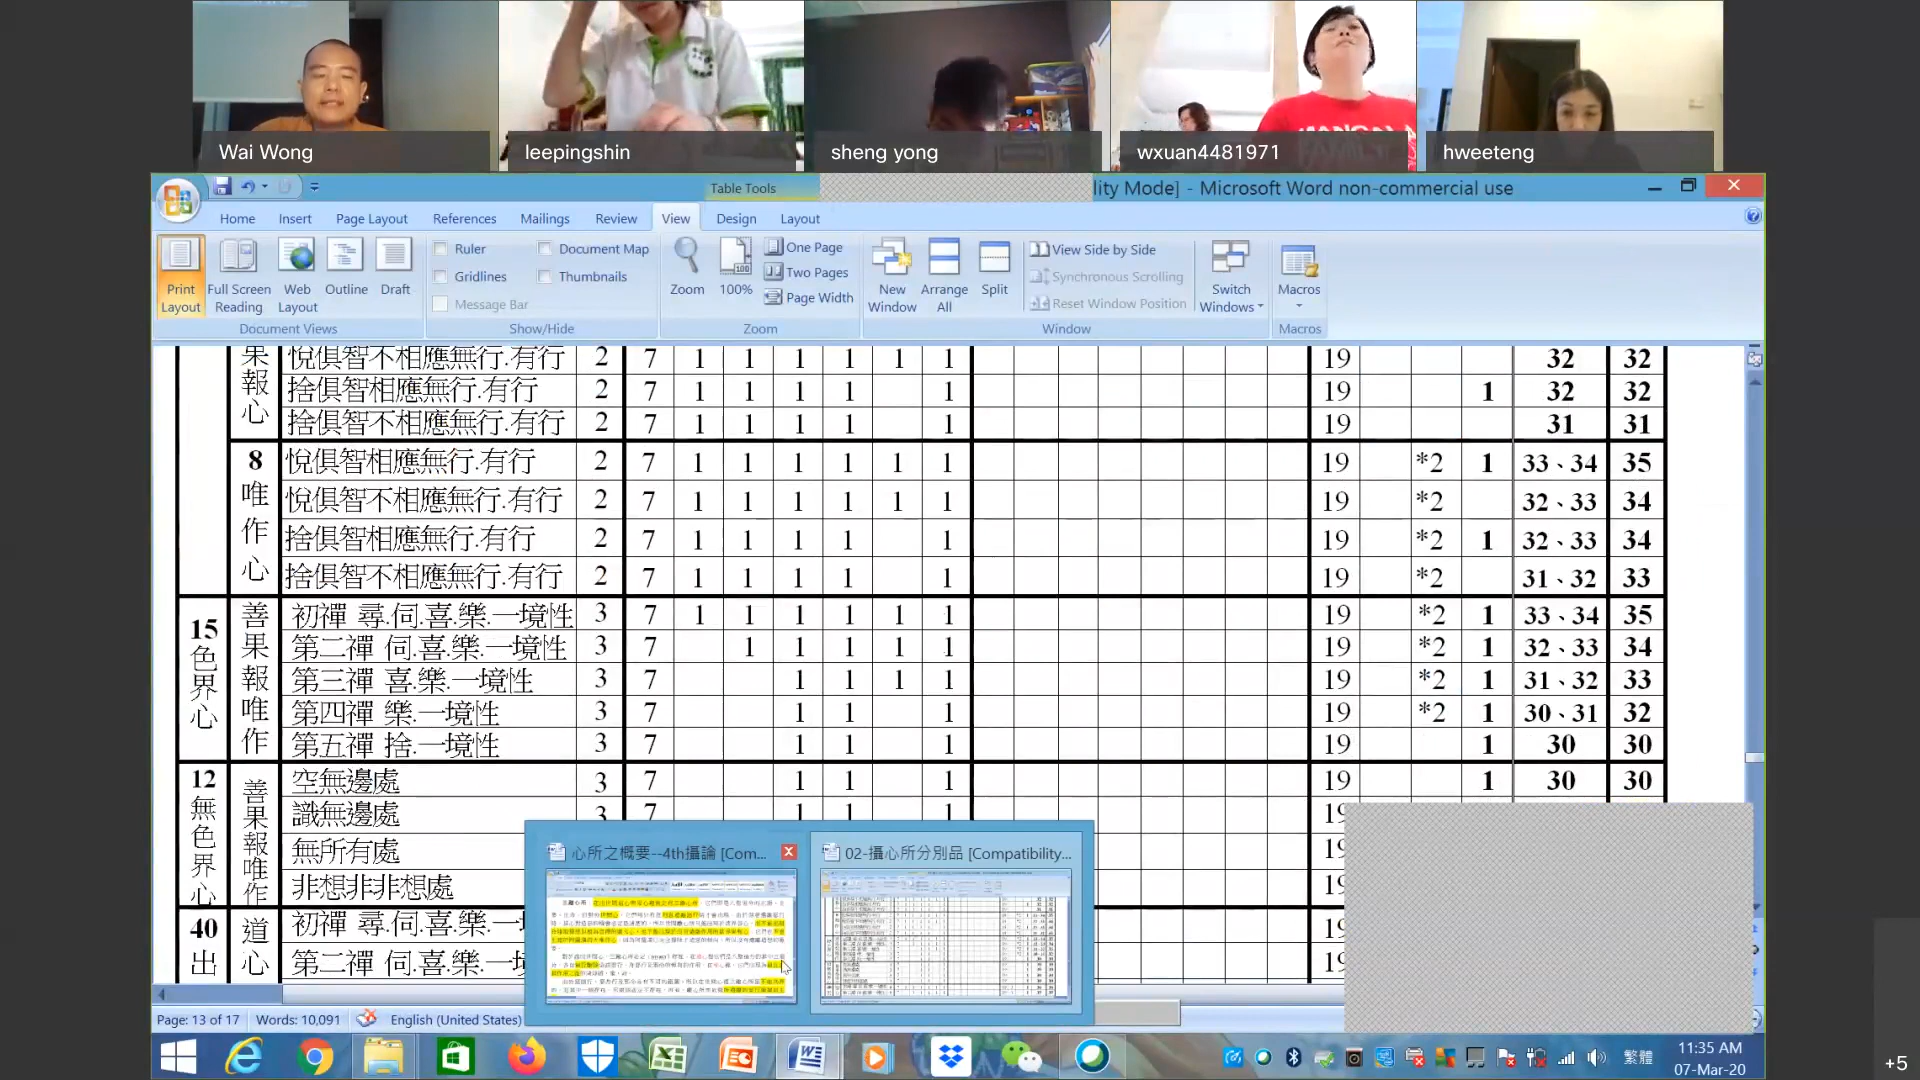 Wai Wong
leepingshin
sheng yong
wxuan4481971
hweeteng
Table Tools
lity Mode] - Microsoft Word non-commercial use
Home Insert Page Layout References Mailings Review View Design Layout
Print Layout
Full Screen Reading
Web Layout
Outline
Draft
Document Views
Ruler
Gridlines
Message Bar
Document Map
Thumbnails
Show/Hide
Zoom
100%
One Page
Two Pages
Page Width
Zoom
New Window
Arrange All
Split
View Side by Side
Synchronous Scrolling
Reset Window Position
Switch Windows
Window
Macros
Macros
果報心
悅俱智不相應無行.有行 2 7 1 1 1 1 1 1 19 32 32
捨俱智相應無行.有行 2 7 1 1 1 1 1 19 1 32 32
捨俱智不相應無行.有行 2 7 1 1 1 1 1 19 31 31
8 唯作心
悅俱智相應無行.有行 2 7 1 1 1 1 1 1 19 *2 1 33、34 35
悅俱智不相應無行.有行 2 7 1 1 1 1 1 1 19 *2 32、33 34
捨俱智相應無行.有行 2 7 1 1 1 1 1 19 *2 1 32、33 34
捨俱智不相應無行.有行 2 7 1 1 1 1 1 19 *2 31、32 33
15 色界心
善果報唯作
初禪 尋.伺.喜.樂.一境性 3 7 1 1 1 1 1 1 19 *2 1 33、34 35
第二禪 伺.喜.樂.一境性 3 7 1 1 1 1 1 19 *2 1 32、33 34
第三禪 喜.樂.一境性 3 7 1 1 1 1 19 *2 1 31、32 33
第四禪 樂.一境性 3 7 1 1 1 19 *2 1 30、31 32
第五禪 捨.一境性 3 7 1 1 1 19 1 30 30
12 無色界心
善果報唯作
空無邊處 3 7 1 1 1 19 1 30 30
識無邊處 3 7 1 1 1
無所有處
非想非非想處
40 出
道心
初禪 尋.伺.喜.
第二禪 伺.喜.
心所之概要--4th攝論 [Com...
02-攝心所分別品 [Compatibility...
Page: 13 of 17 Words: 10,091 English (United States)
繁體
11:35 AM
07-Mar-20
+5